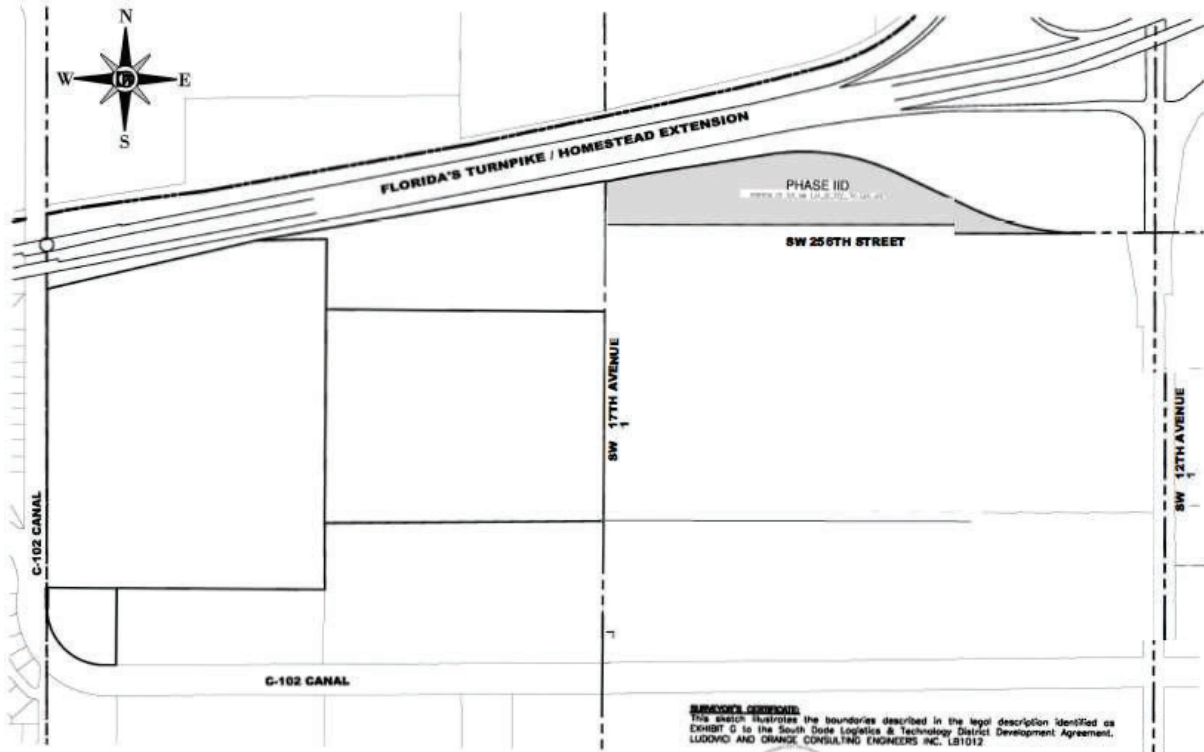 N
W E
S
FLORIDA'S TURNPIKE / HOMESTEAD EXTENSION
PHASE IID
SW 256TH STREET
SW 17TH AVENUE
1
SW 12TH AVENUE
1
C-102 CANAL
C-102 CANAL
SURVEYOR'S CERTIFICATE:
This sketch illustrates the boundaries described in the legal description identified as
EXHIBIT G to the South Dade Logistics & Technology District Development Agreement.
LUDOVICI AND ORANGE CONSULTING ENGINEERS INC. LB1012